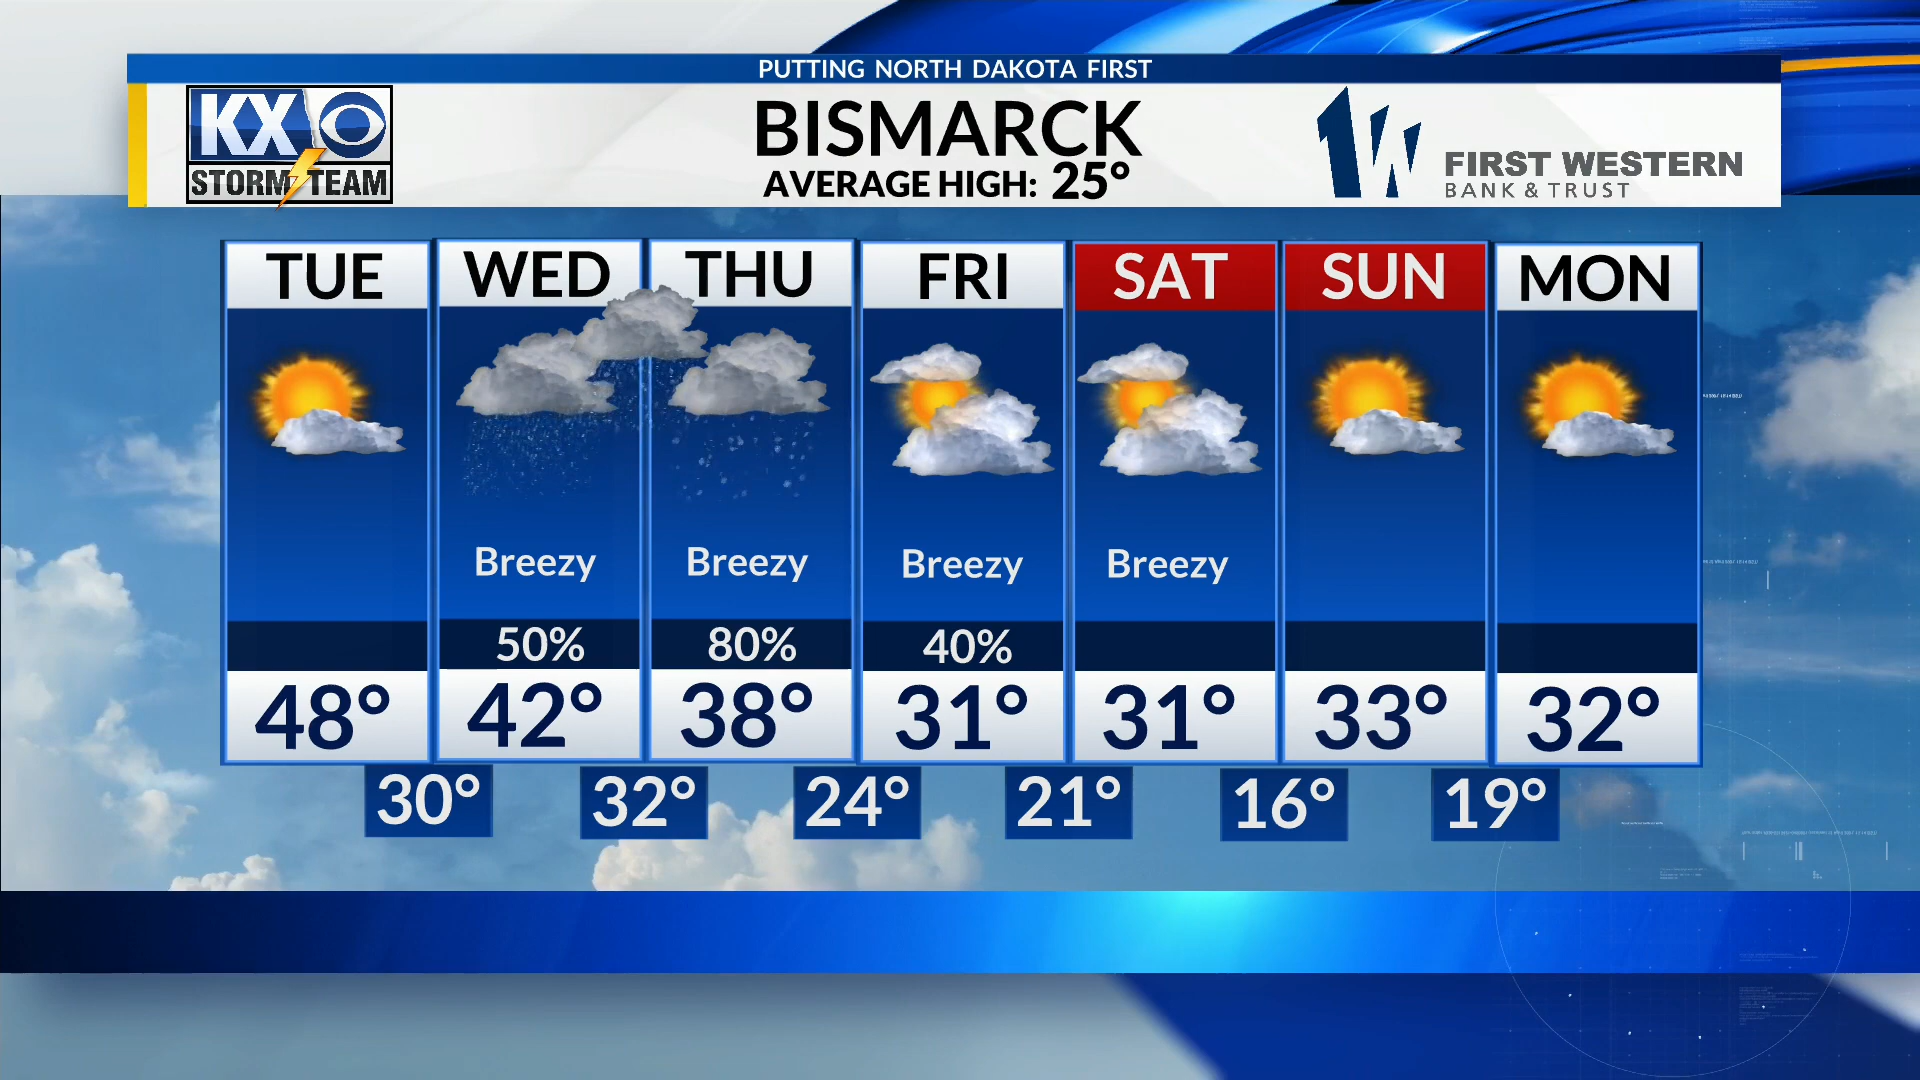 PUTTING NORTH DAKOTA FIRST
KX
STORM TEAM
BISMARCK
AVERAGE HIGH: 25°
FIRST WESTERN
BANK & TRUST
TUE WED THU FRI SAT SUN MON
Breezy Breezy Breezy Breezy
50% 80% 40%
48° 42° 38° 31° 31° 33° 32°
30° 32° 24° 21° 16° 19°